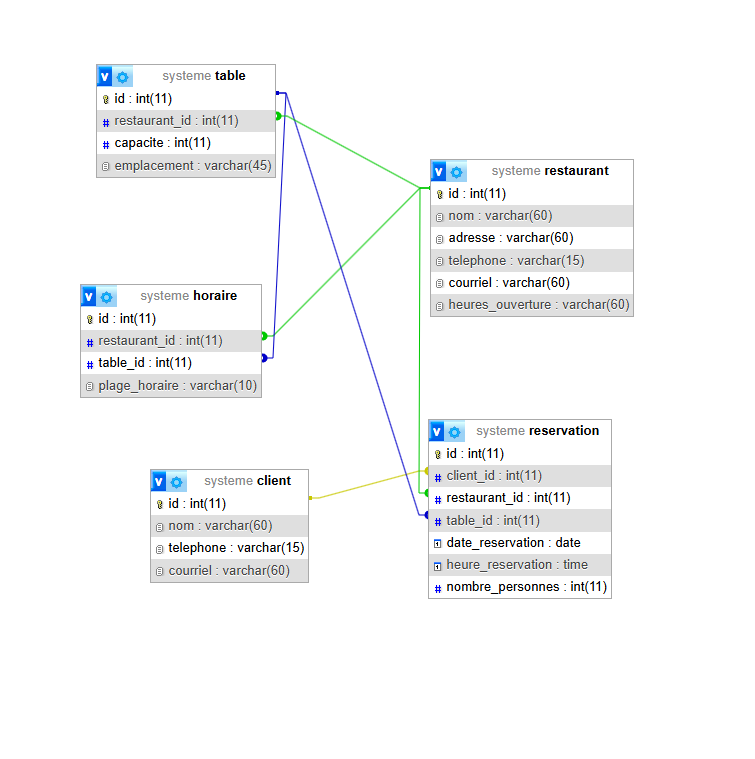 v systeme table
id : int(11)
# restaurant_id : int(11)
# capacite : int(11)
emplacement : varchar(45)
v systeme restaurant
id : int(11)
nom : varchar(60)
adresse : varchar(60)
telephone : varchar(15)
courriel : varchar(60)
heures_ouverture : varchar(60)
v systeme horaire
id : int(11)
# restaurant_id : int(11)
# table_id : int(11)
plage_horaire : varchar(10)
v systeme reservation
id : int(11)
# client_id : int(11)
# restaurant_id : int(11)
# table_id : int(11)
date_reservation : date
heure_reservation : time
# nombre_personnes : int(11)
v systeme client
id : int(11)
nom : varchar(60)
telephone : varchar(15)
courriel : varchar(60)